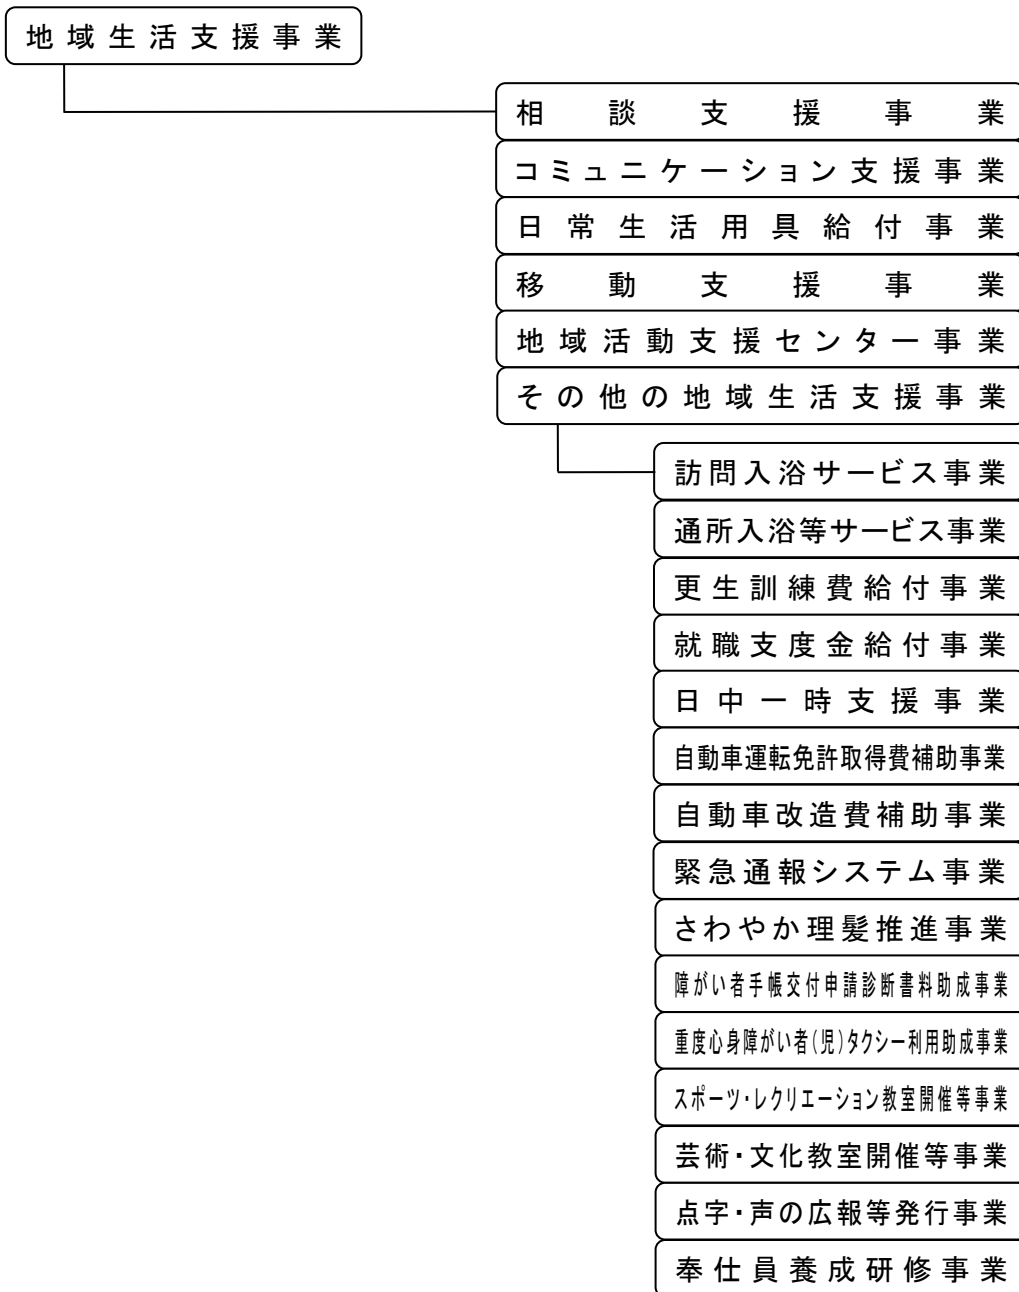 地域生活支援事業
相談支援事業
コミュニケーション支援事業
日常生活用具給付事業
移動支援事業
地域活動支援センター事業
その他の地域生活支援事業
訪問入浴サービス事業
通所入浴等サービス事業
更生訓練費給付事業
就職支度金給付事業
日中一時支援事業
自動車運転免許取得費補助事業
自動車改造費補助事業
緊急通報システム事業
さわやか理髪推進事業
障がい者手帳交付申請診断書料助成事業
重度心身障がい者(児)タクシー利用助成事業
スポーツ・レクリエーション教室開催等事業
芸術・文化教室開催等事業
点字・声の広報等発行事業
奉仕員養成研修事業